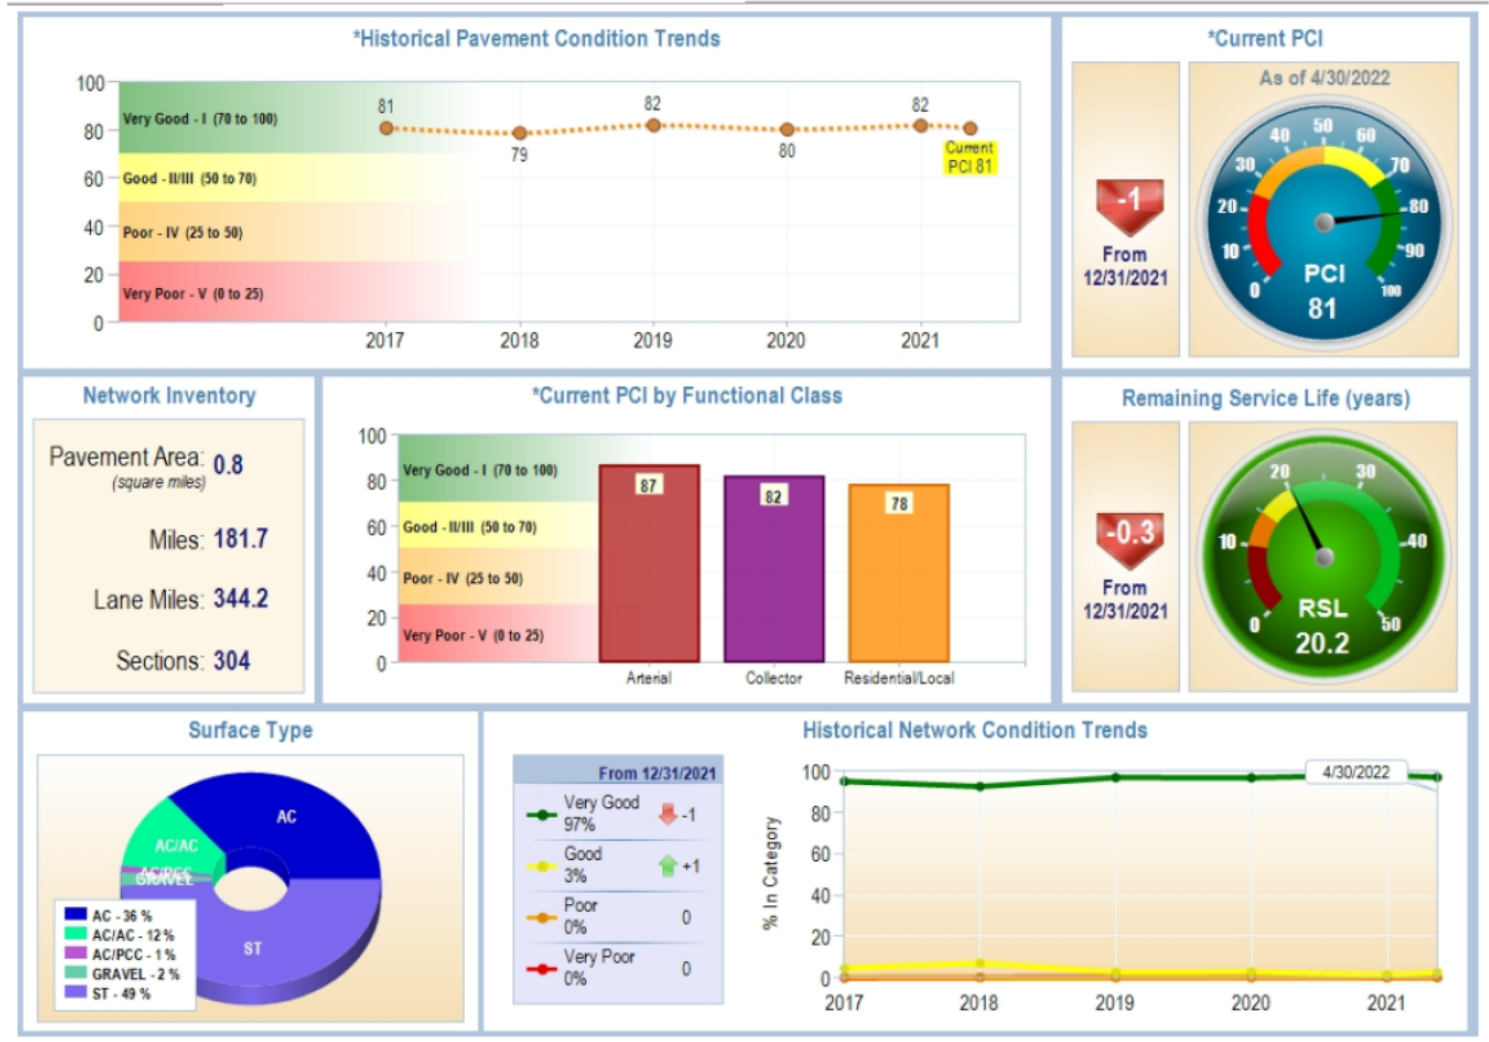 *Historical Pavement Condition Trends
100
80
60
40
20
0
Very Good - I (70 to 100)
Good - II/III (50 to 70)
Poor - IV (25 to 50)
Very Poor - V (0 to 25)
81
79
82
80
82
Current
PCI 81
2017
2018
2019
2020
2021
*Current PCI
-1
From
12/31/2021
As of 4/30/2022
0
10
20
30
40
50
60
70
80
90
100
PCI
81
Network Inventory
Pavement Area: 0.8
(square miles)
Miles: 181.7
Lane Miles: 344.2
Sections: 304
*Current PCI by Functional Class
100
80
60
40
20
0
Very Good - I (70 to 100)
Good - II/III (50 to 70)
Poor - IV (25 to 50)
Very Poor - V (0 to 25)
87
82
78
Arterial
Collector
Residential/Local
Remaining Service Life (years)
-0.3
From
12/31/2021
0
10
20
30
40
50
RSL
20.2
Surface Type
AC
AC/AC
AC/PCC
GRAVEL
ST
AC - 36 %
AC/AC - 12 %
AC/PCC - 1 %
GRAVEL - 2 %
ST - 49 %
Historical Network Condition Trends
From 12/31/2021
Very Good
97%
-1
Good
3%
+1
Poor
0%
0
Very Poor
0%
0
% In Category
100
80
60
40
20
0
4/30/2022
2017
2018
2019
2020
2021